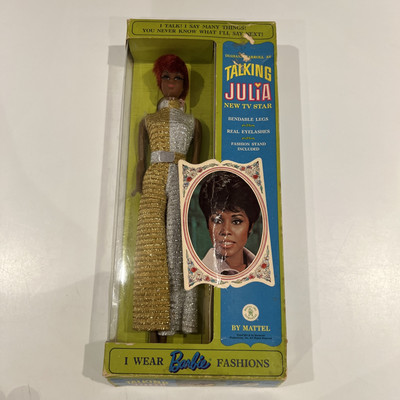 I TALK! I SAY MANY THINGS!
YOU NEVER KNOW WHAT I'LL SAY NEXT!
TALKING
JULIA
NEW TV STAR
BENDABLE LEGS
REAL EYELASHES
FASHION STAND
INCLUDED
BY MATTEL
I WEAR Barbie FASHIONS
TALKING